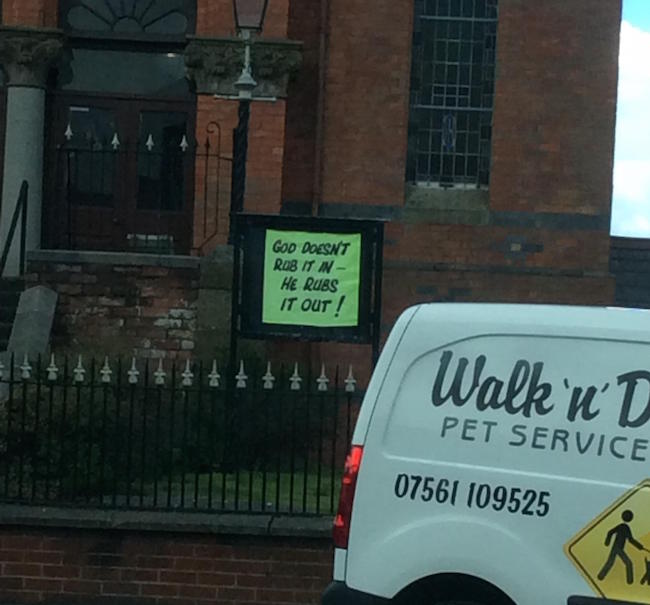 GOD DOESN'T
RUB IT IN –
HE RUBS
IT OUT!
Walk 'n' D
PET SERVICE
07561 109525